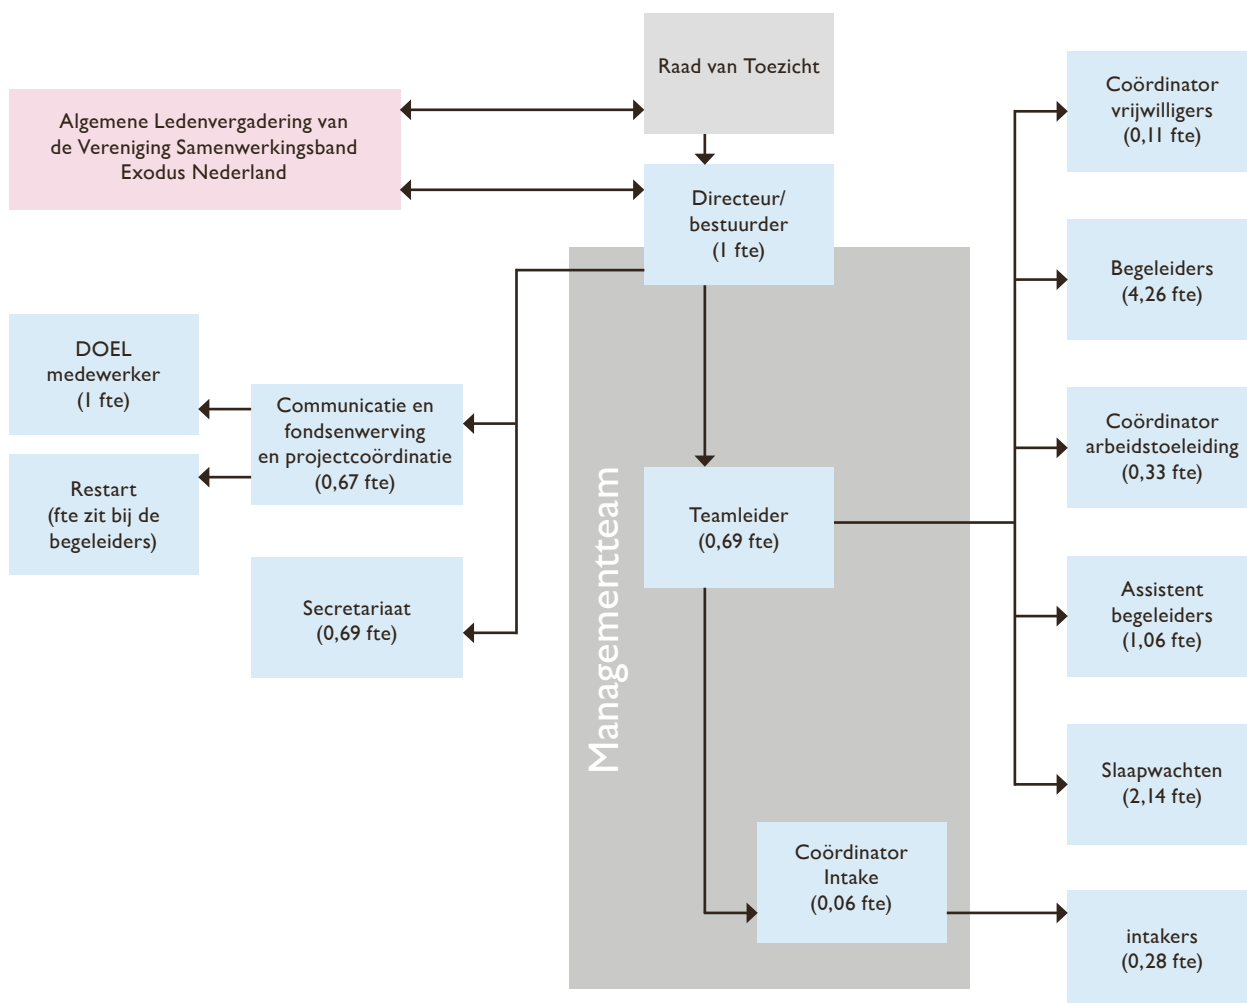 Raad van Toezicht
Algemene Ledenvergadering van
de Vereniging Samenwerkingsband
Exodus Nederland
Directeur/
bestuurder
(1 fte)
DOEL
medewerker
(1 fte)
Communicatie en
fondsenwerving
en projectcoördinatie
(0,67 fte)
Restart
(fte zit bij de
begeleiders)
Secretariaat
(0,69 fte)
Managementteam
Teamleider
(0,69 fte)
Coördinator
Intake
(0,06 fte)
Coördinator
vrijwilligers
(0,11 fte)
Begeleiders
(4,26 fte)
Coördinator
arbeidstoeleiding
(0,33 fte)
Assistent
begeleiders
(1,06 fte)
Slaapwachten
(2,14 fte)
intakers
(0,28 fte)